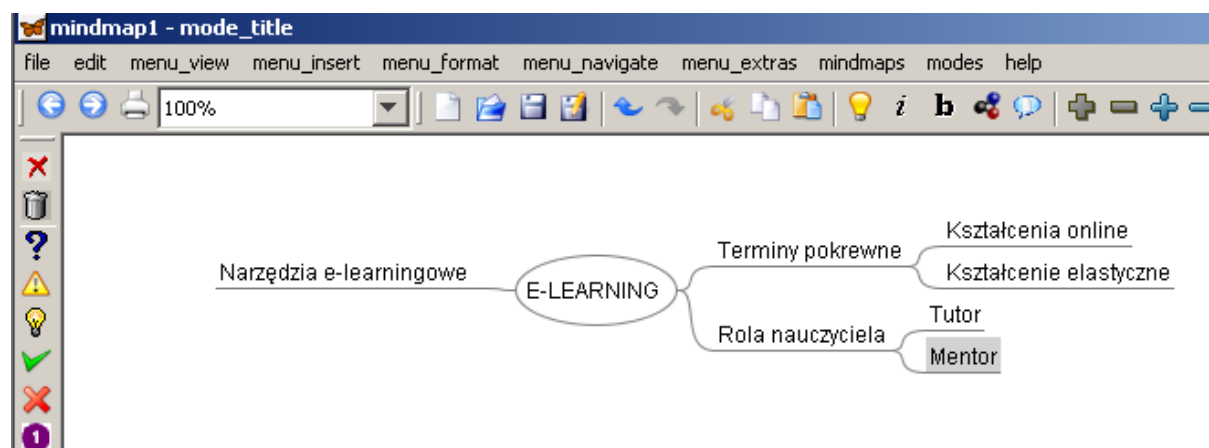 mindmap1 - mode_title
file edit menu_view menu_insert menu_format menu_navigate menu_extras mindmaps modes help
100% i b
Kształcenia online
Terminy pokrewne
Narzędzia e-learningowe
Kształcenie elastyczne
E-LEARNING
Tutor
Rola nauczyciela
Mentor
1